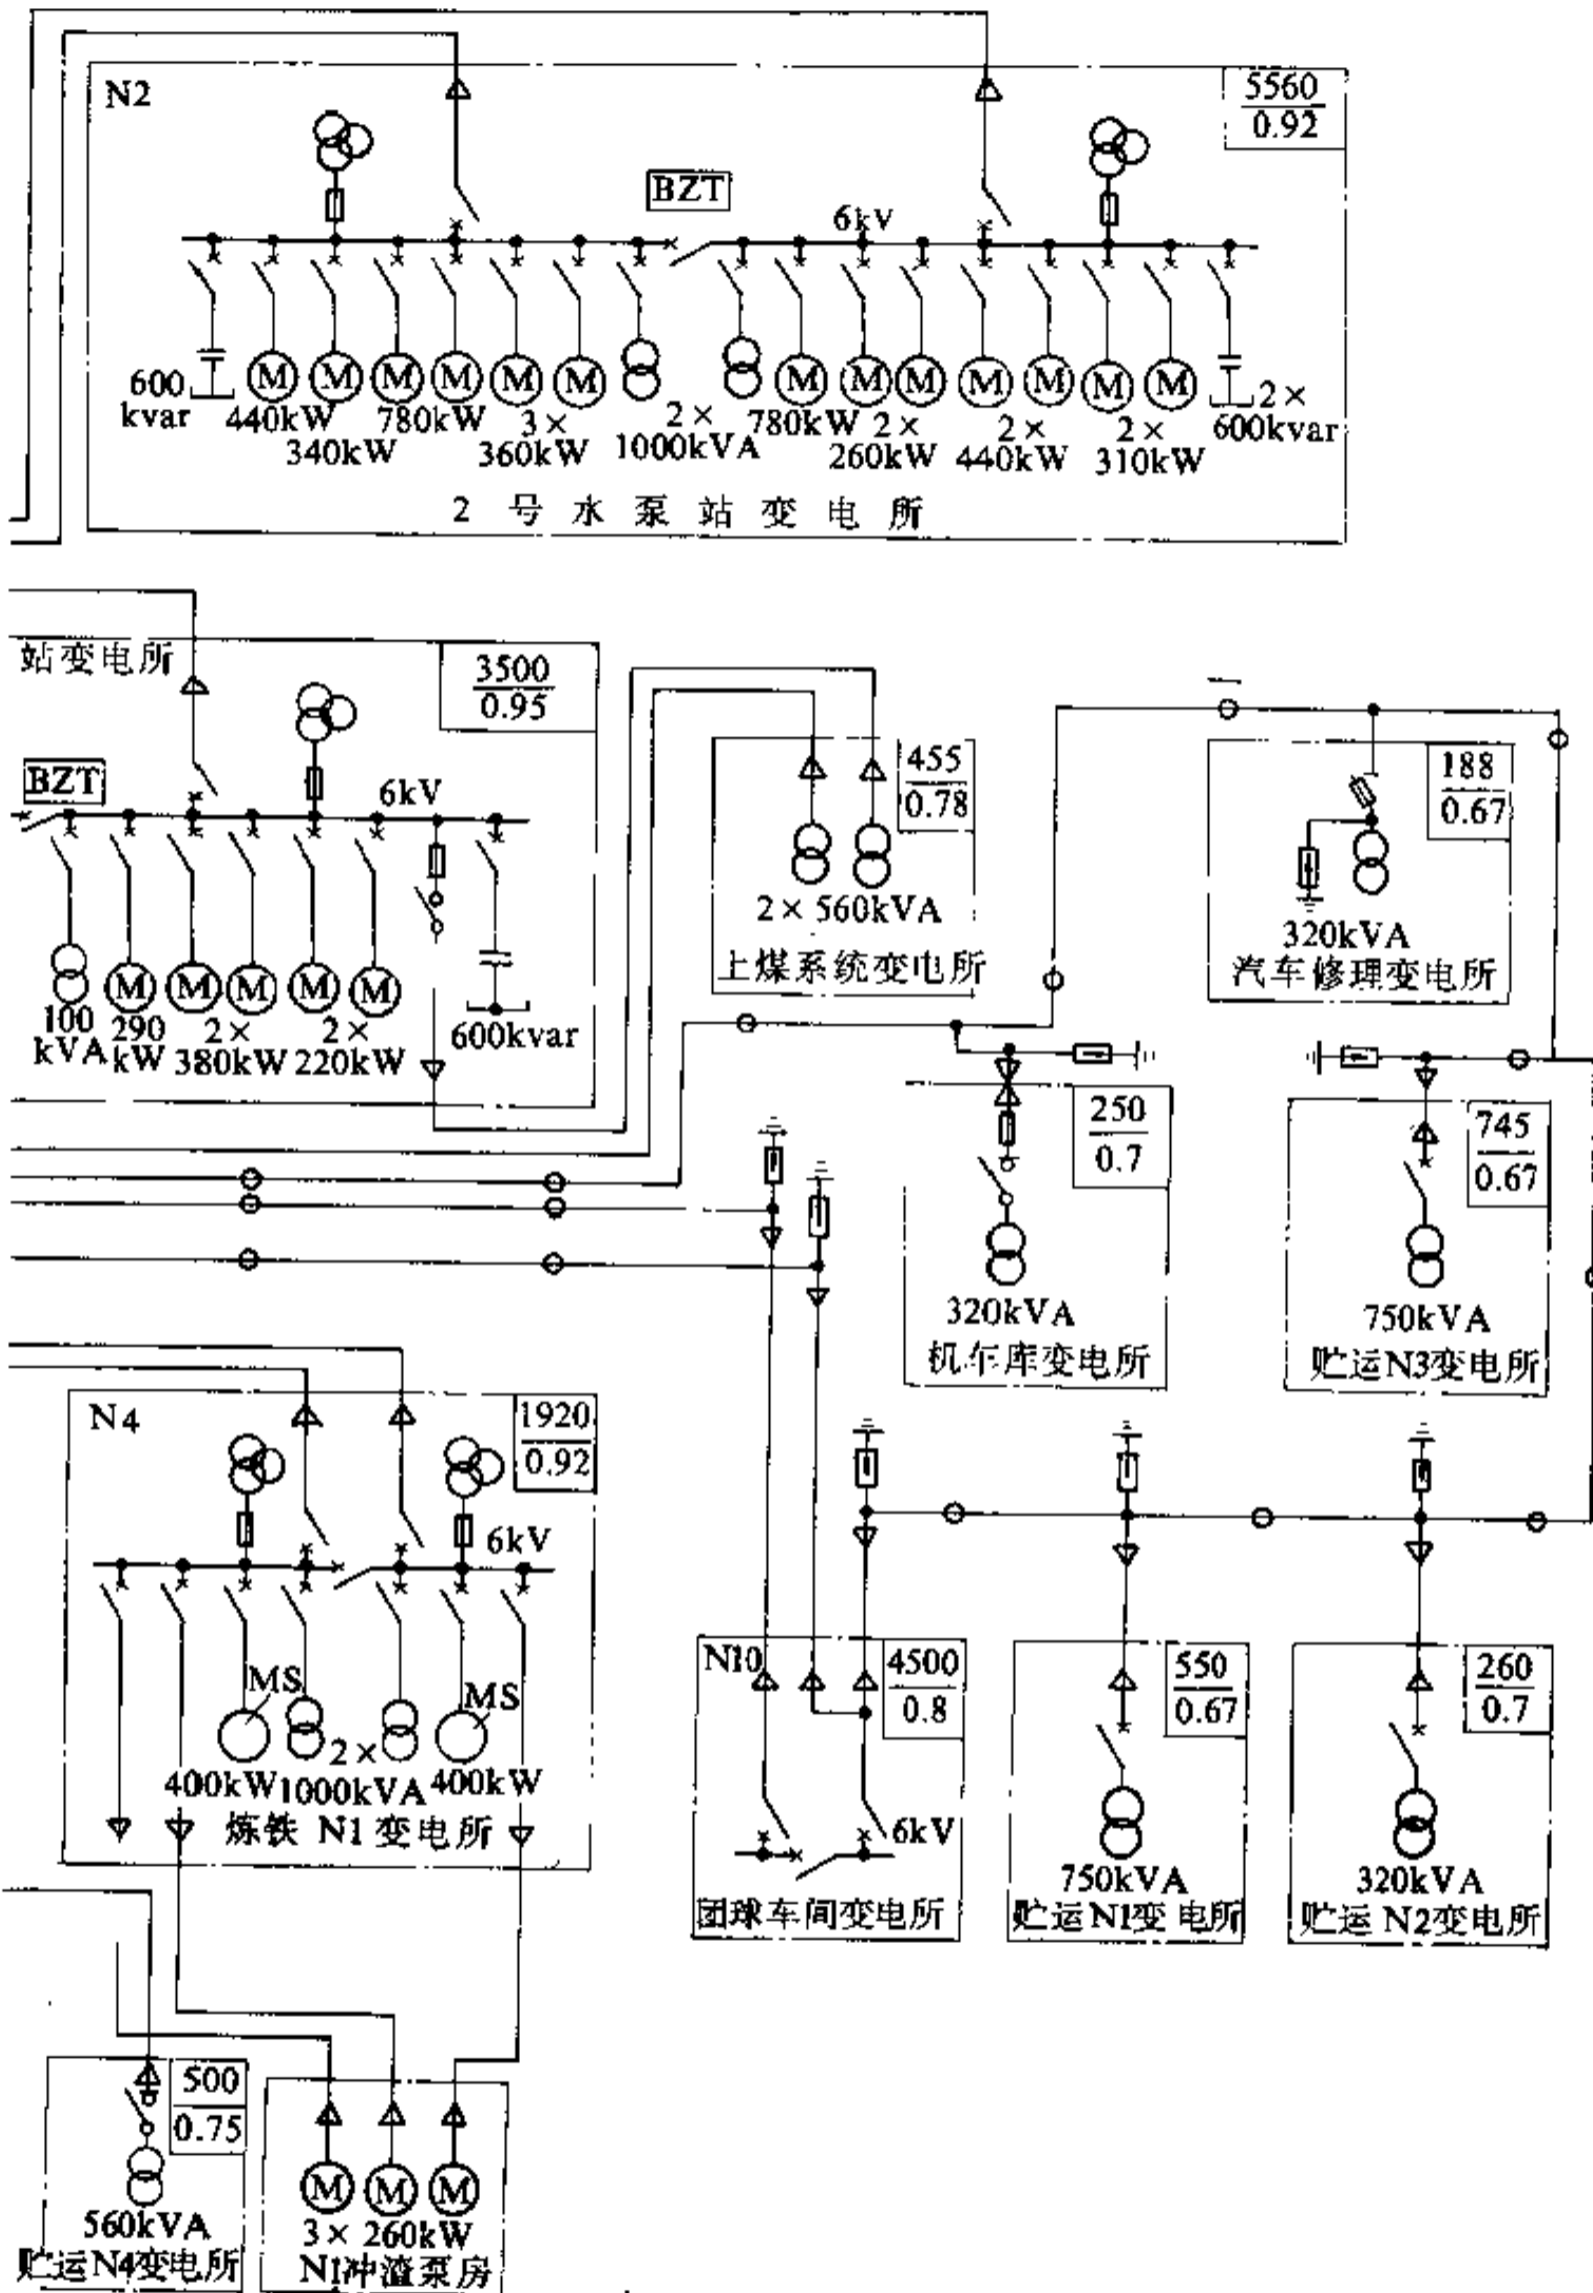 N2
5560
0.92
BZT
6kV
600
kvar
440kW
340kW
780kW
3×
360kW
2×
1000kVA
780kW
2×
260kW
2×
440kW
2×
310kW
2×
600kvar
M M M M M M M M M M M M M
2号水泵站变电所
站变电所
3500
0.95
BZT
6kV
M M M M M
100
kVA
290
kW
2×
380kW
2×
220kW
600kvar
455
0.78
2×560kVA
上煤系统变电所
188
0.67
320kVA
汽车修理变电所
250
0.7
320kVA
机车库变电所
745
0.67
750kVA
贮运N3变电所
N4
1920
0.92
6kV
MS
MS
400kW
2×
1000kVA
400kW
炼铁 N1变电所
N10
4500
0.8
6kV
团球车间变电所
550
0.67
750kVA
贮运N1变电所
260
0.7
320kVA
贮运N2变电所
500
0.75
560kVA
贮运N4变电所
M M M
3×260kW
N1冲渣泵房